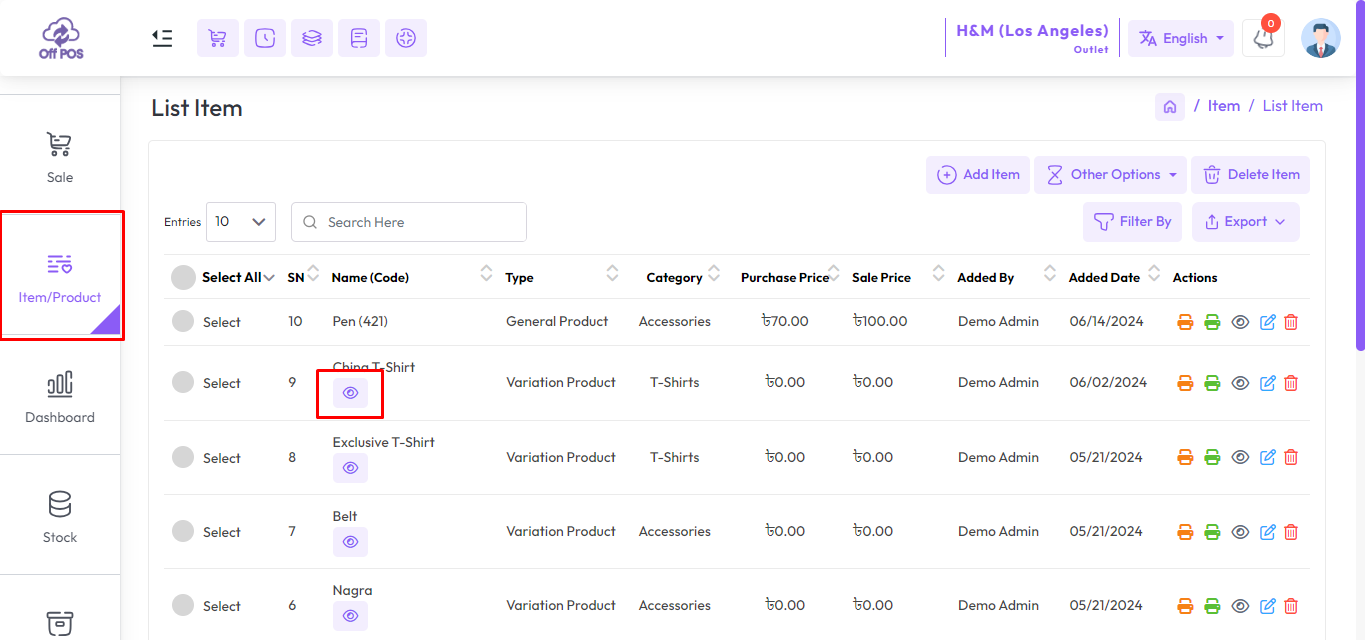 Off POS
H&M (Los Angeles)
Outlet
English
0
List Item
/ Item / List Item
Sale
Item/Product
Dashboard
Stock
Add Item
Other Options
Delete Item
Entries 10
Search Here
Filter By
Export
Select All SN Name (Code) Type Category Purchase Price Sale Price Added By Added Date Actions
Select 10 Pen (421) General Product Accessories ৳70.00 ৳100.00 Demo Admin 06/14/2024
Select 9 China T-Shirt Variation Product T-Shirts ৳0.00 ৳0.00 Demo Admin 06/02/2024
Select 8 Exclusive T-Shirt Variation Product T-Shirts ৳0.00 ৳0.00 Demo Admin 05/21/2024
Select 7 Belt Variation Product Accessories ৳0.00 ৳0.00 Demo Admin 05/21/2024
Select 6 Nagra Variation Product Accessories ৳0.00 ৳0.00 Demo Admin 05/21/2024